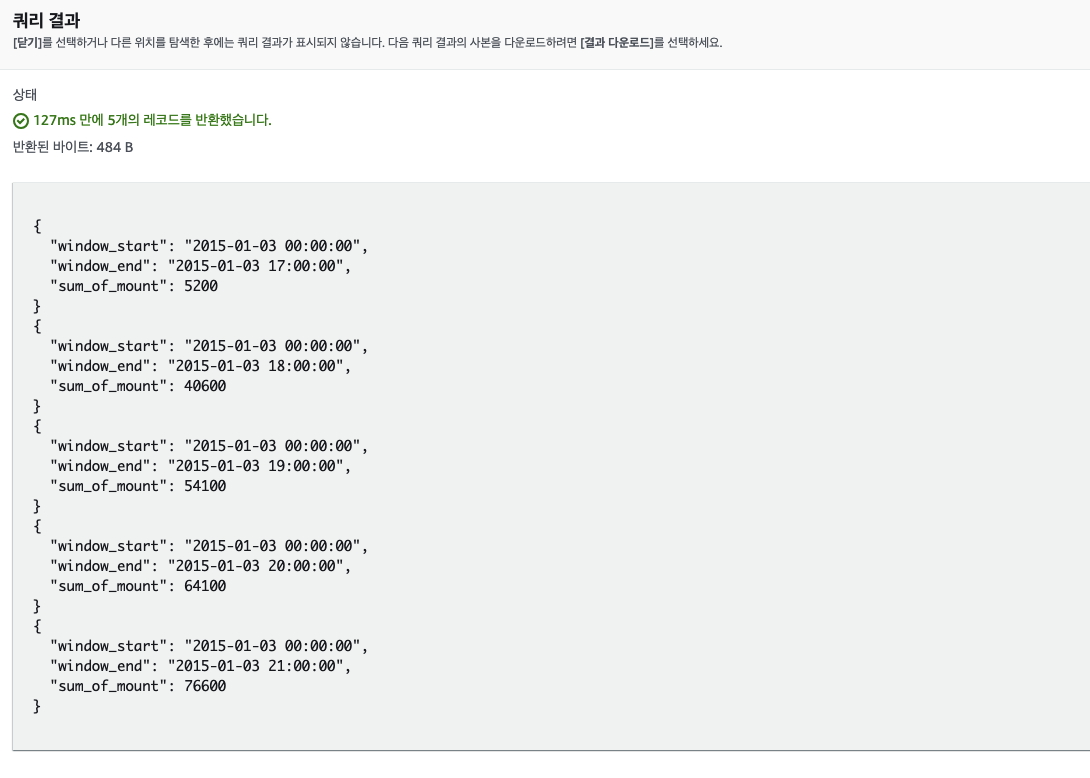 쿼리 결과
[닫기]를 선택하거나 다른 위치를 탐색한 후에는 쿼리 결과가 표시되지 않습니다. 다음 쿼리 결과의 사본을 다운로드하려면 [결과 다운로드]를 선택하세요.
상태
127ms 만에 5개의 레코드를 반환했습니다.
반환된 바이트: 484 B
{
"window_start": "2015-01-03 00:00:00",
"window_end": "2015-01-03 17:00:00",
"sum_of_mount": 5200
}
{
"window_start": "2015-01-03 00:00:00",
"window_end": "2015-01-03 18:00:00",
"sum_of_mount": 40600
}
{
"window_start": "2015-01-03 00:00:00",
"window_end": "2015-01-03 19:00:00",
"sum_of_mount": 54100
}
{
"window_start": "2015-01-03 00:00:00",
"window_end": "2015-01-03 20:00:00",
"sum_of_mount": 64100
}
{
"window_start": "2015-01-03 00:00:00",
"window_end": "2015-01-03 21:00:00",
"sum_of_mount": 76600
}